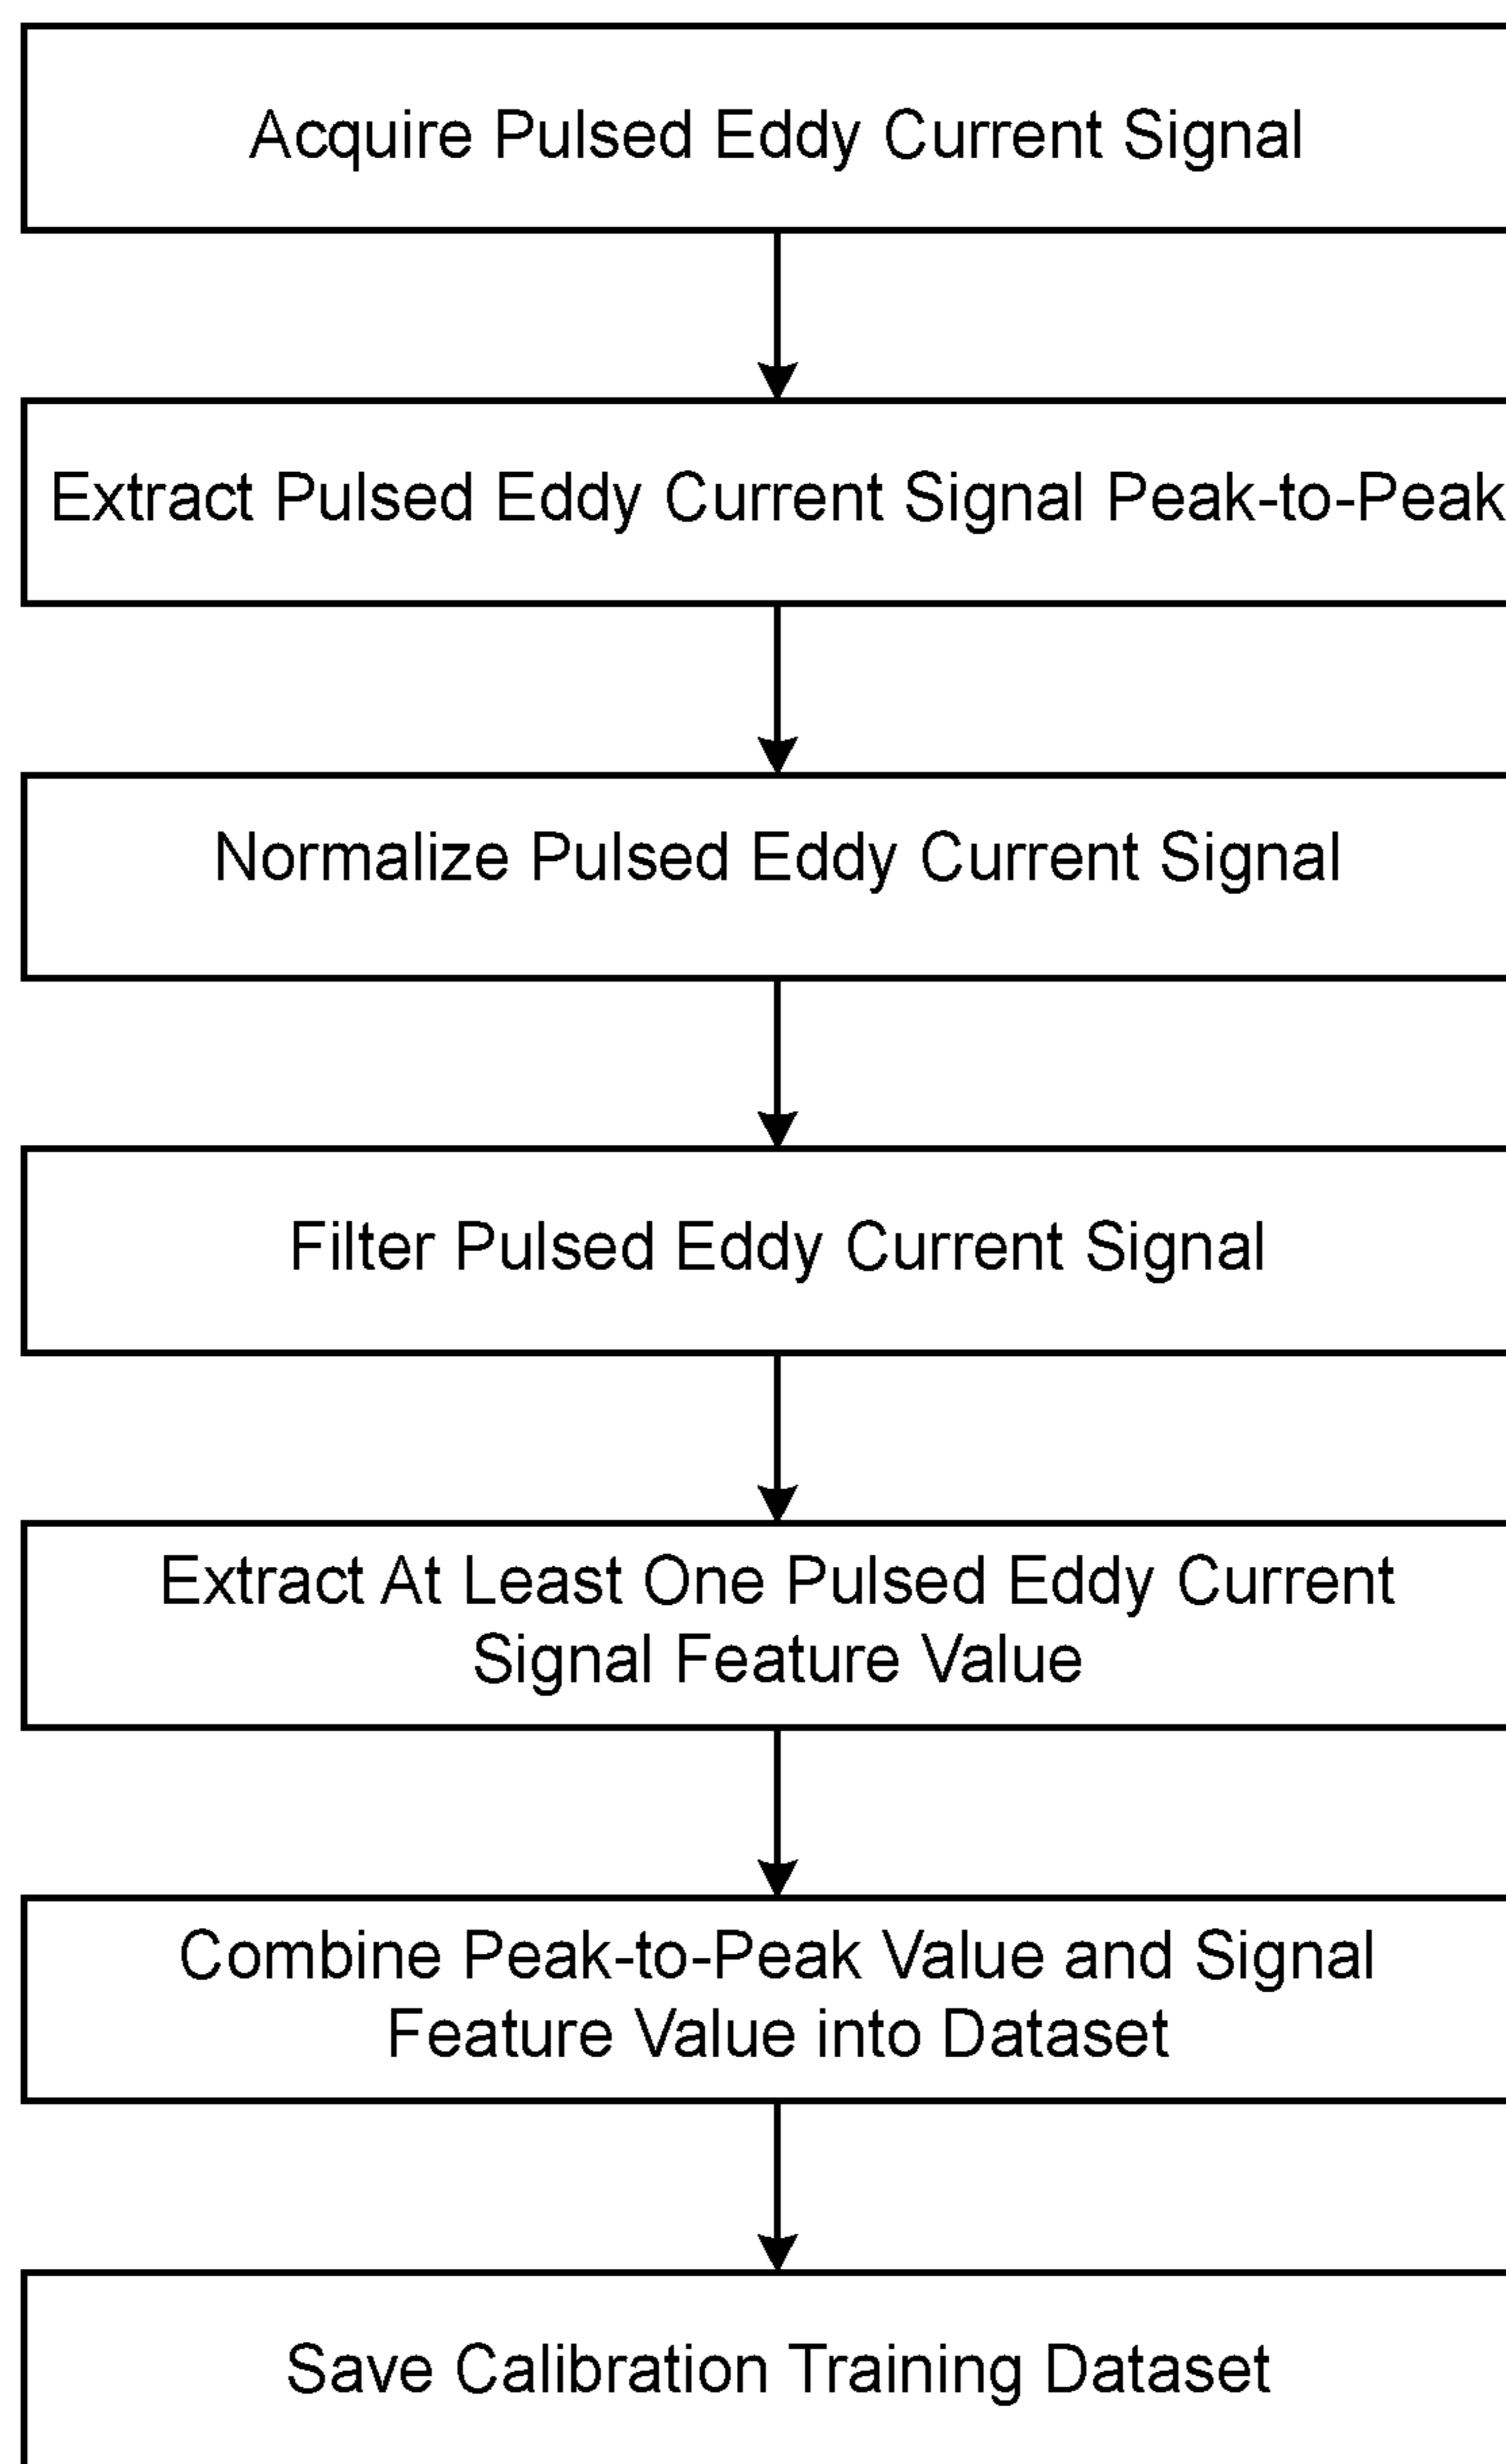 Acquire Pulsed Eddy Current Signal
Extract Pulsed Eddy Current Signal Peak-to-Peak
Normalize Pulsed Eddy Current Signal
Filter Pulsed Eddy Current Signal
Extract At Least One Pulsed Eddy Current
Signal Feature Value
Combine Peak-to-Peak Value and Signal
Feature Value into Dataset
Save Calibration Training Dataset